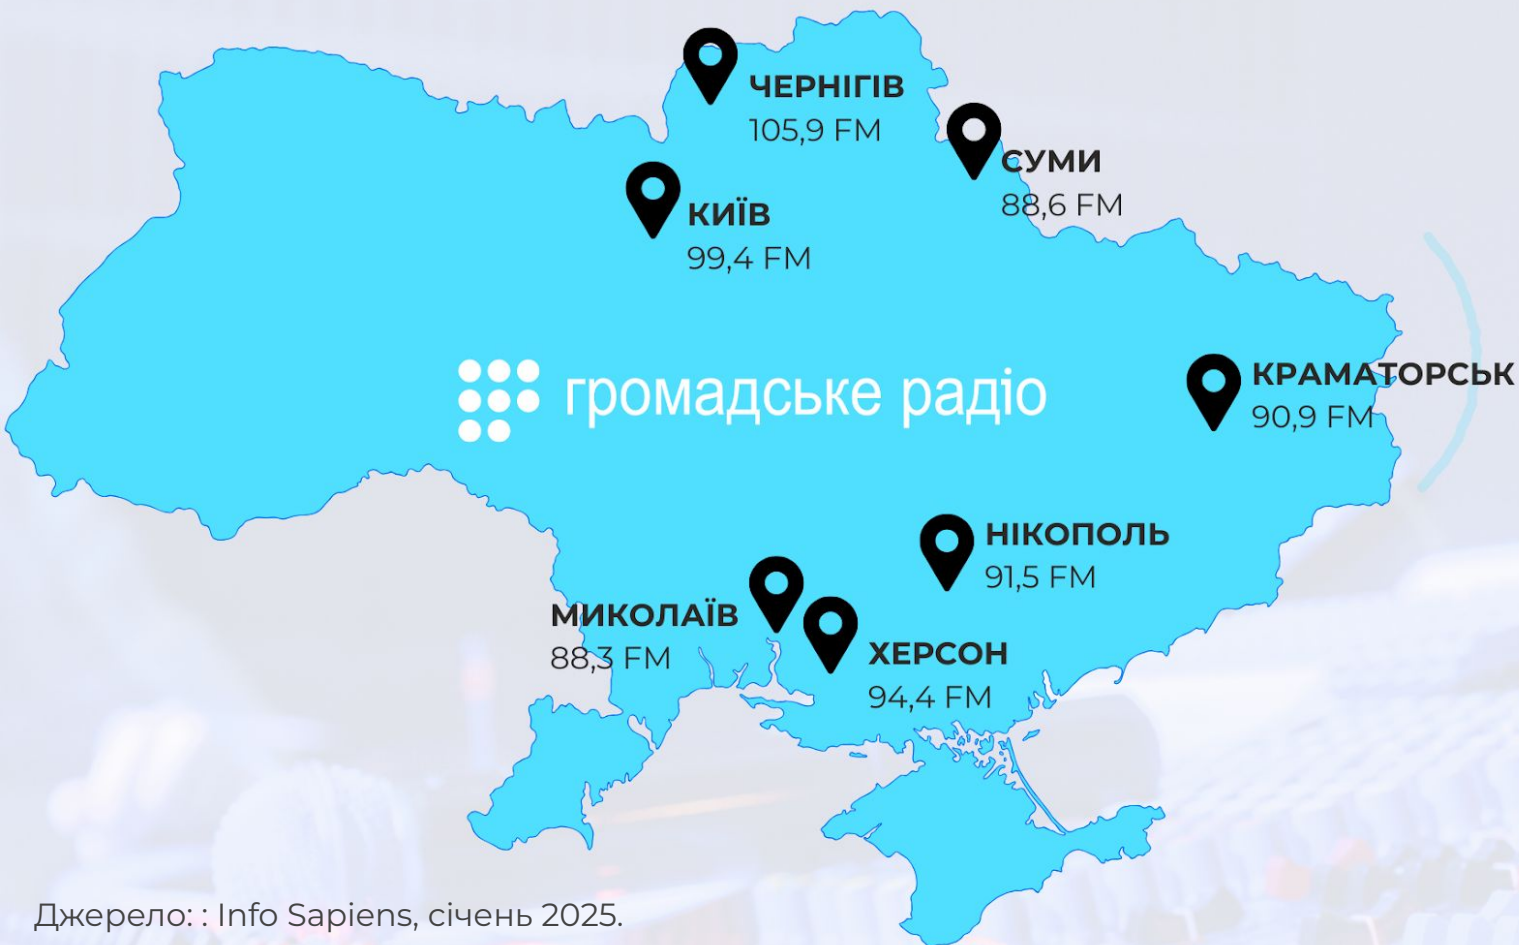 ЧЕРНІГІВ
105,9 FM
СУМИ
88,6 FM
КИЇВ
99,4 FM
громадське радіо
КРАМАТОРСЬК
90,9 FM
НІКОПОЛЬ
91,5 FM
МИКОЛАЇВ
88,3 FM
ХЕРСОН
94,4 FM
Джерело: : Info Sapiens, січень 2025.